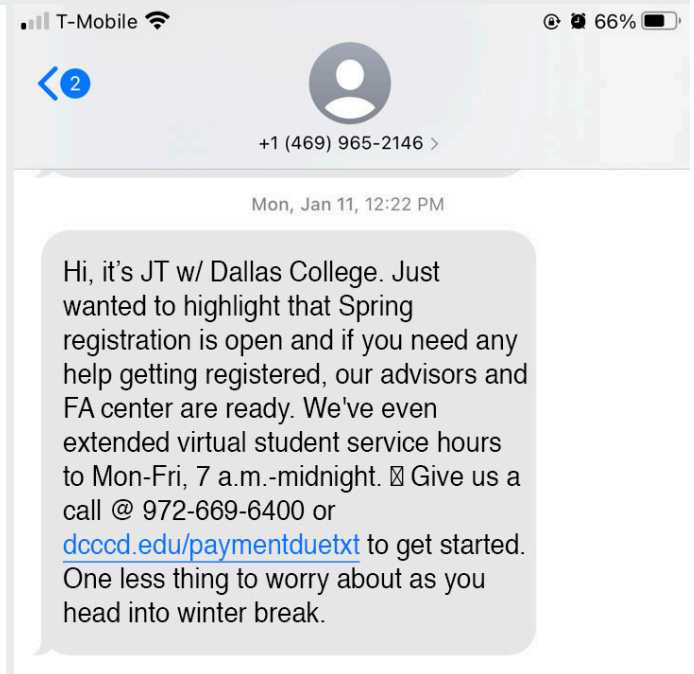 T-Mobile 66%
2
+1 (469) 965-2146 >
Mon, Jan 11, 12:22 PM
Hi, it’s JT w/ Dallas College. Just
wanted to highlight that Spring
registration is open and if you need any
help getting registered, our advisors and
FA center are ready. We've even
extended virtual student service hours
to Mon-Fri, 7 a.m.-midnight. Give us a
call @ 972-669-6400 or
dcccd.edu/paymentduetxt to get started.
One less thing to worry about as you
head into winter break.